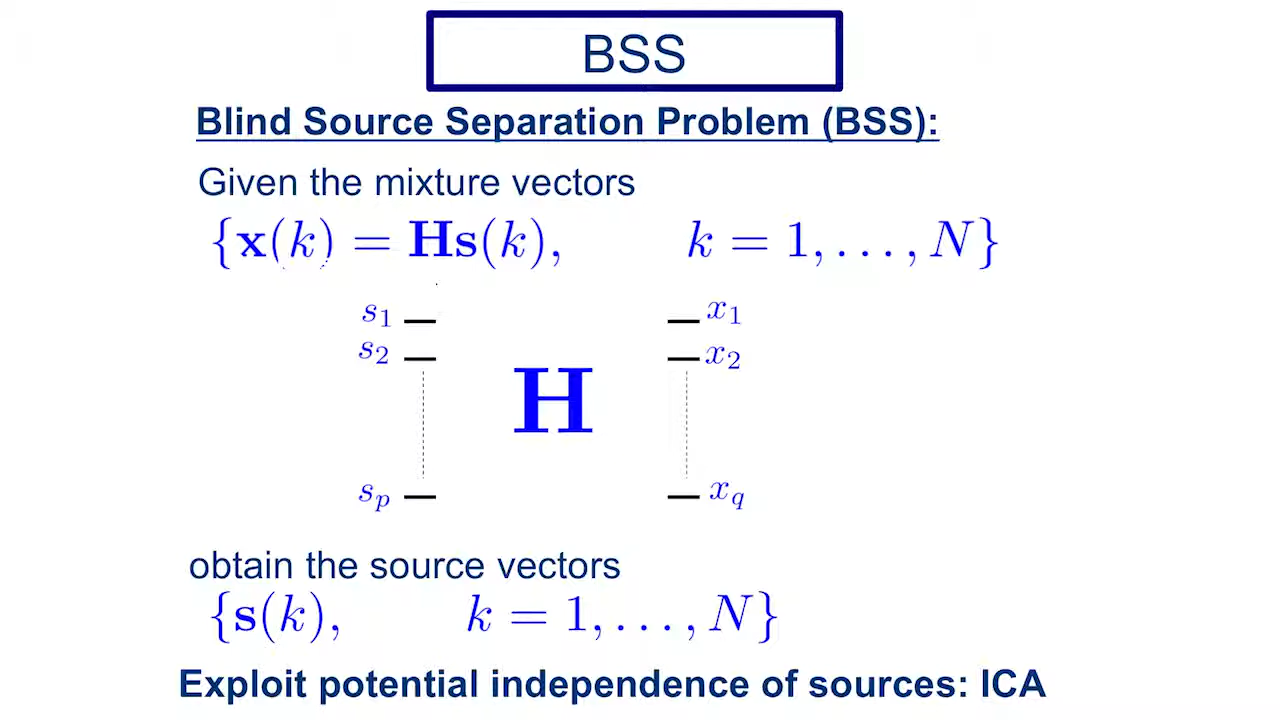 BSS
Blind Source Separation Problem (BSS):
Given the mixture vectors
{x(k) = Hs(k), k = 1, . . . , N}
s₁ x₁
s₂ x₂
H
sₚ x_q
obtain the source vectors
{s(k), k = 1, . . . , N}
Exploit potential independence of sources: ICA